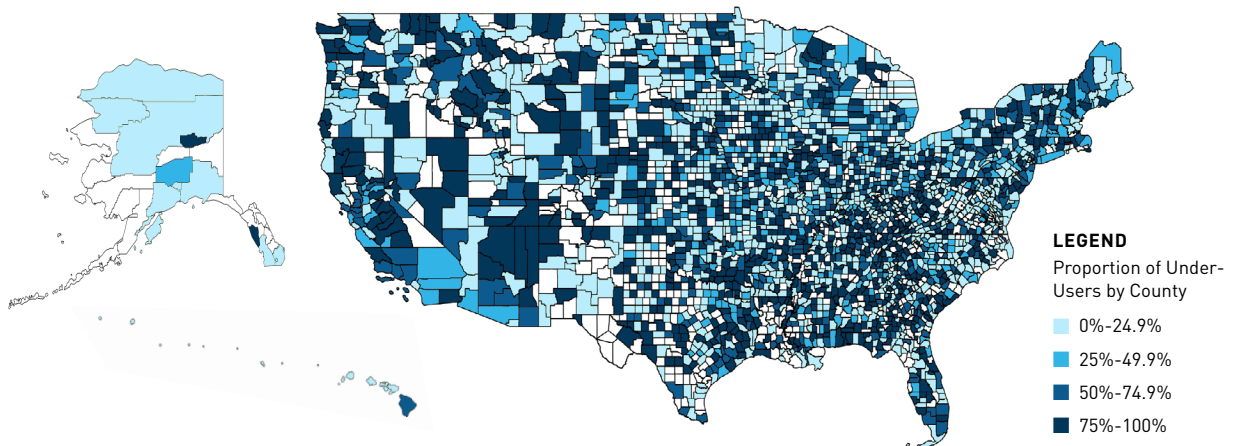 LEGEND
Proportion of Under-
Users by County
0%-24.9%
25%-49.9%
50%-74.9%
75%-100%